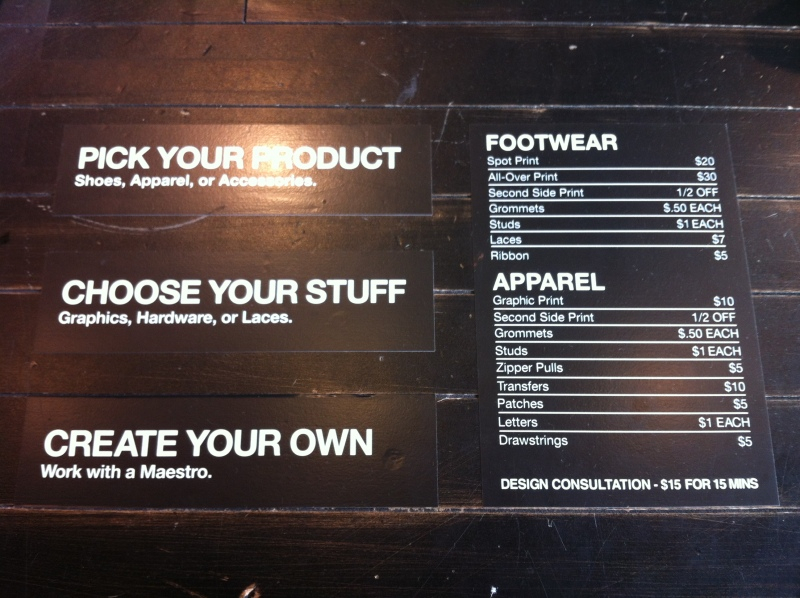 PICK YOUR PRODUCT
Shoes, Apparel, or Accessories.
CHOOSE YOUR STUFF
Graphics, Hardware, or Laces.
CREATE YOUR OWN
Work with a Maestro.
FOOTWEAR
Spot Print $20
All-Over Print $30
Second Side Print 1/2 OFF
Grommets $.50 EACH
Studs $1 EACH
Laces $7
Ribbon $5
APPAREL
Graphic Print $10
Second Side Print 1/2 OFF
Grommets $.50 EACH
Studs $1 EACH
Zipper Pulls $5
Transfers $10
Patches $5
Letters $1 EACH
Drawstrings $5
DESIGN CONSULTATION - $15 FOR 15 MINS